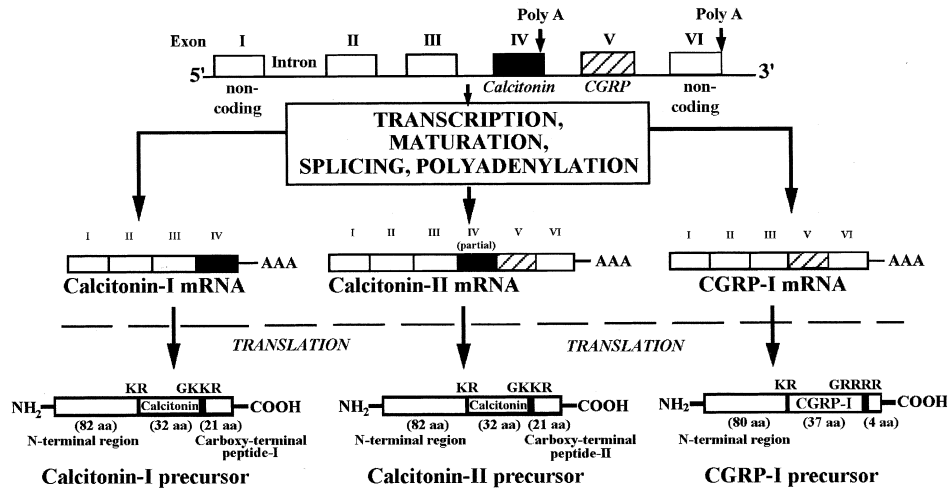 Poly A Poly A
Exon I II III IV V VI
Intron
5' 3'
non-
coding
Calcitonin CGRP non-
coding
TRANSCRIPTION,
MATURATION,
SPLICING, POLYADENYLATION
I II III IV
AAA
Calcitonin-I mRNA
I II III IV
(partial)
V VI
AAA
Calcitonin-II mRNA
I II III V VI
AAA
CGRP-I mRNA
TRANSLATION TRANSLATION
KR GKKR
NH2 Calcitonin COOH
(82 aa) (32 aa) (21 aa)
N-terminal region Carboxy-terminal
peptide-I
Calcitonin-I precursor
KR GKKR
NH2 Calcitonin COOH
(82 aa) (32 aa) (21 aa)
N-terminal region Carboxy-terminal
peptide-II
Calcitonin-II precursor
KR GRRRR
NH2 CGRP-I COOH
(80 aa) (37 aa) (4 aa)
N-terminal region
CGRP-I precursor